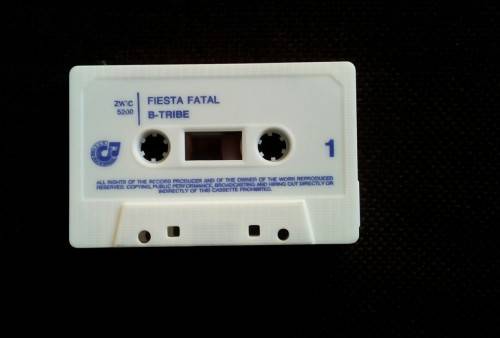 FIESTA FATAL
5200
B-TRIBE
1
ALL RIGHTS OF THE RECORD PRODUCER AND OF THE OWNER OF THE WORK REPRODUCED
RESERVED. COPYING, PUBLIC PERFORMANCE, BROADCASTING AND HIRING OUT DIRECTLY OR
INDIRECTLY OF THIS CASSETTE PROHIBITED.